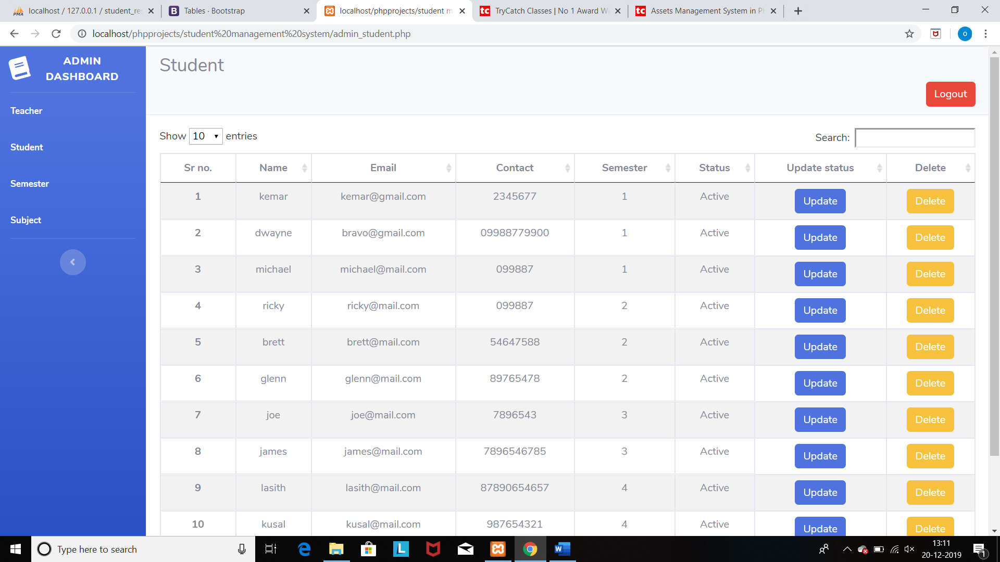 localhost / 127.0.0.1 / student_res
Tables · Bootstrap
localhost/phpprojects/student m
TryCatch Classes | No 1 Award Wi
Assets Management System in P
localhost/phpprojects/student%20management%20system/admin_student.php
ADMIN
DASHBOARD
Teacher
Student
Semester
Subject
Student
Logout
Show 10 entries
Search:
Sr no. Name Email Contact Semester Status Update status Delete
1 kemar kemar@gmail.com 2345677 1 Active Update Delete
2 dwayne bravo@gmail.com 09988779900 1 Active Update Delete
3 michael michael@mail.com 099887 1 Active Update Delete
4 ricky ricky@mail.com 099887 2 Active Update Delete
5 brett brett@mail.com 54647588 2 Active Update Delete
6 glenn glenn@mail.com 89765478 2 Active Update Delete
7 joe joe@mail.com 7896543 3 Active Update Delete
8 james james@mail.com 7896546785 3 Active Update Delete
9 lasith lasith@mail.com 87890654657 4 Active Update Delete
10 kusal kusal@mail.com 987654321 4 Active Update Delete
Type here to search
13:11
20-12-2019
1